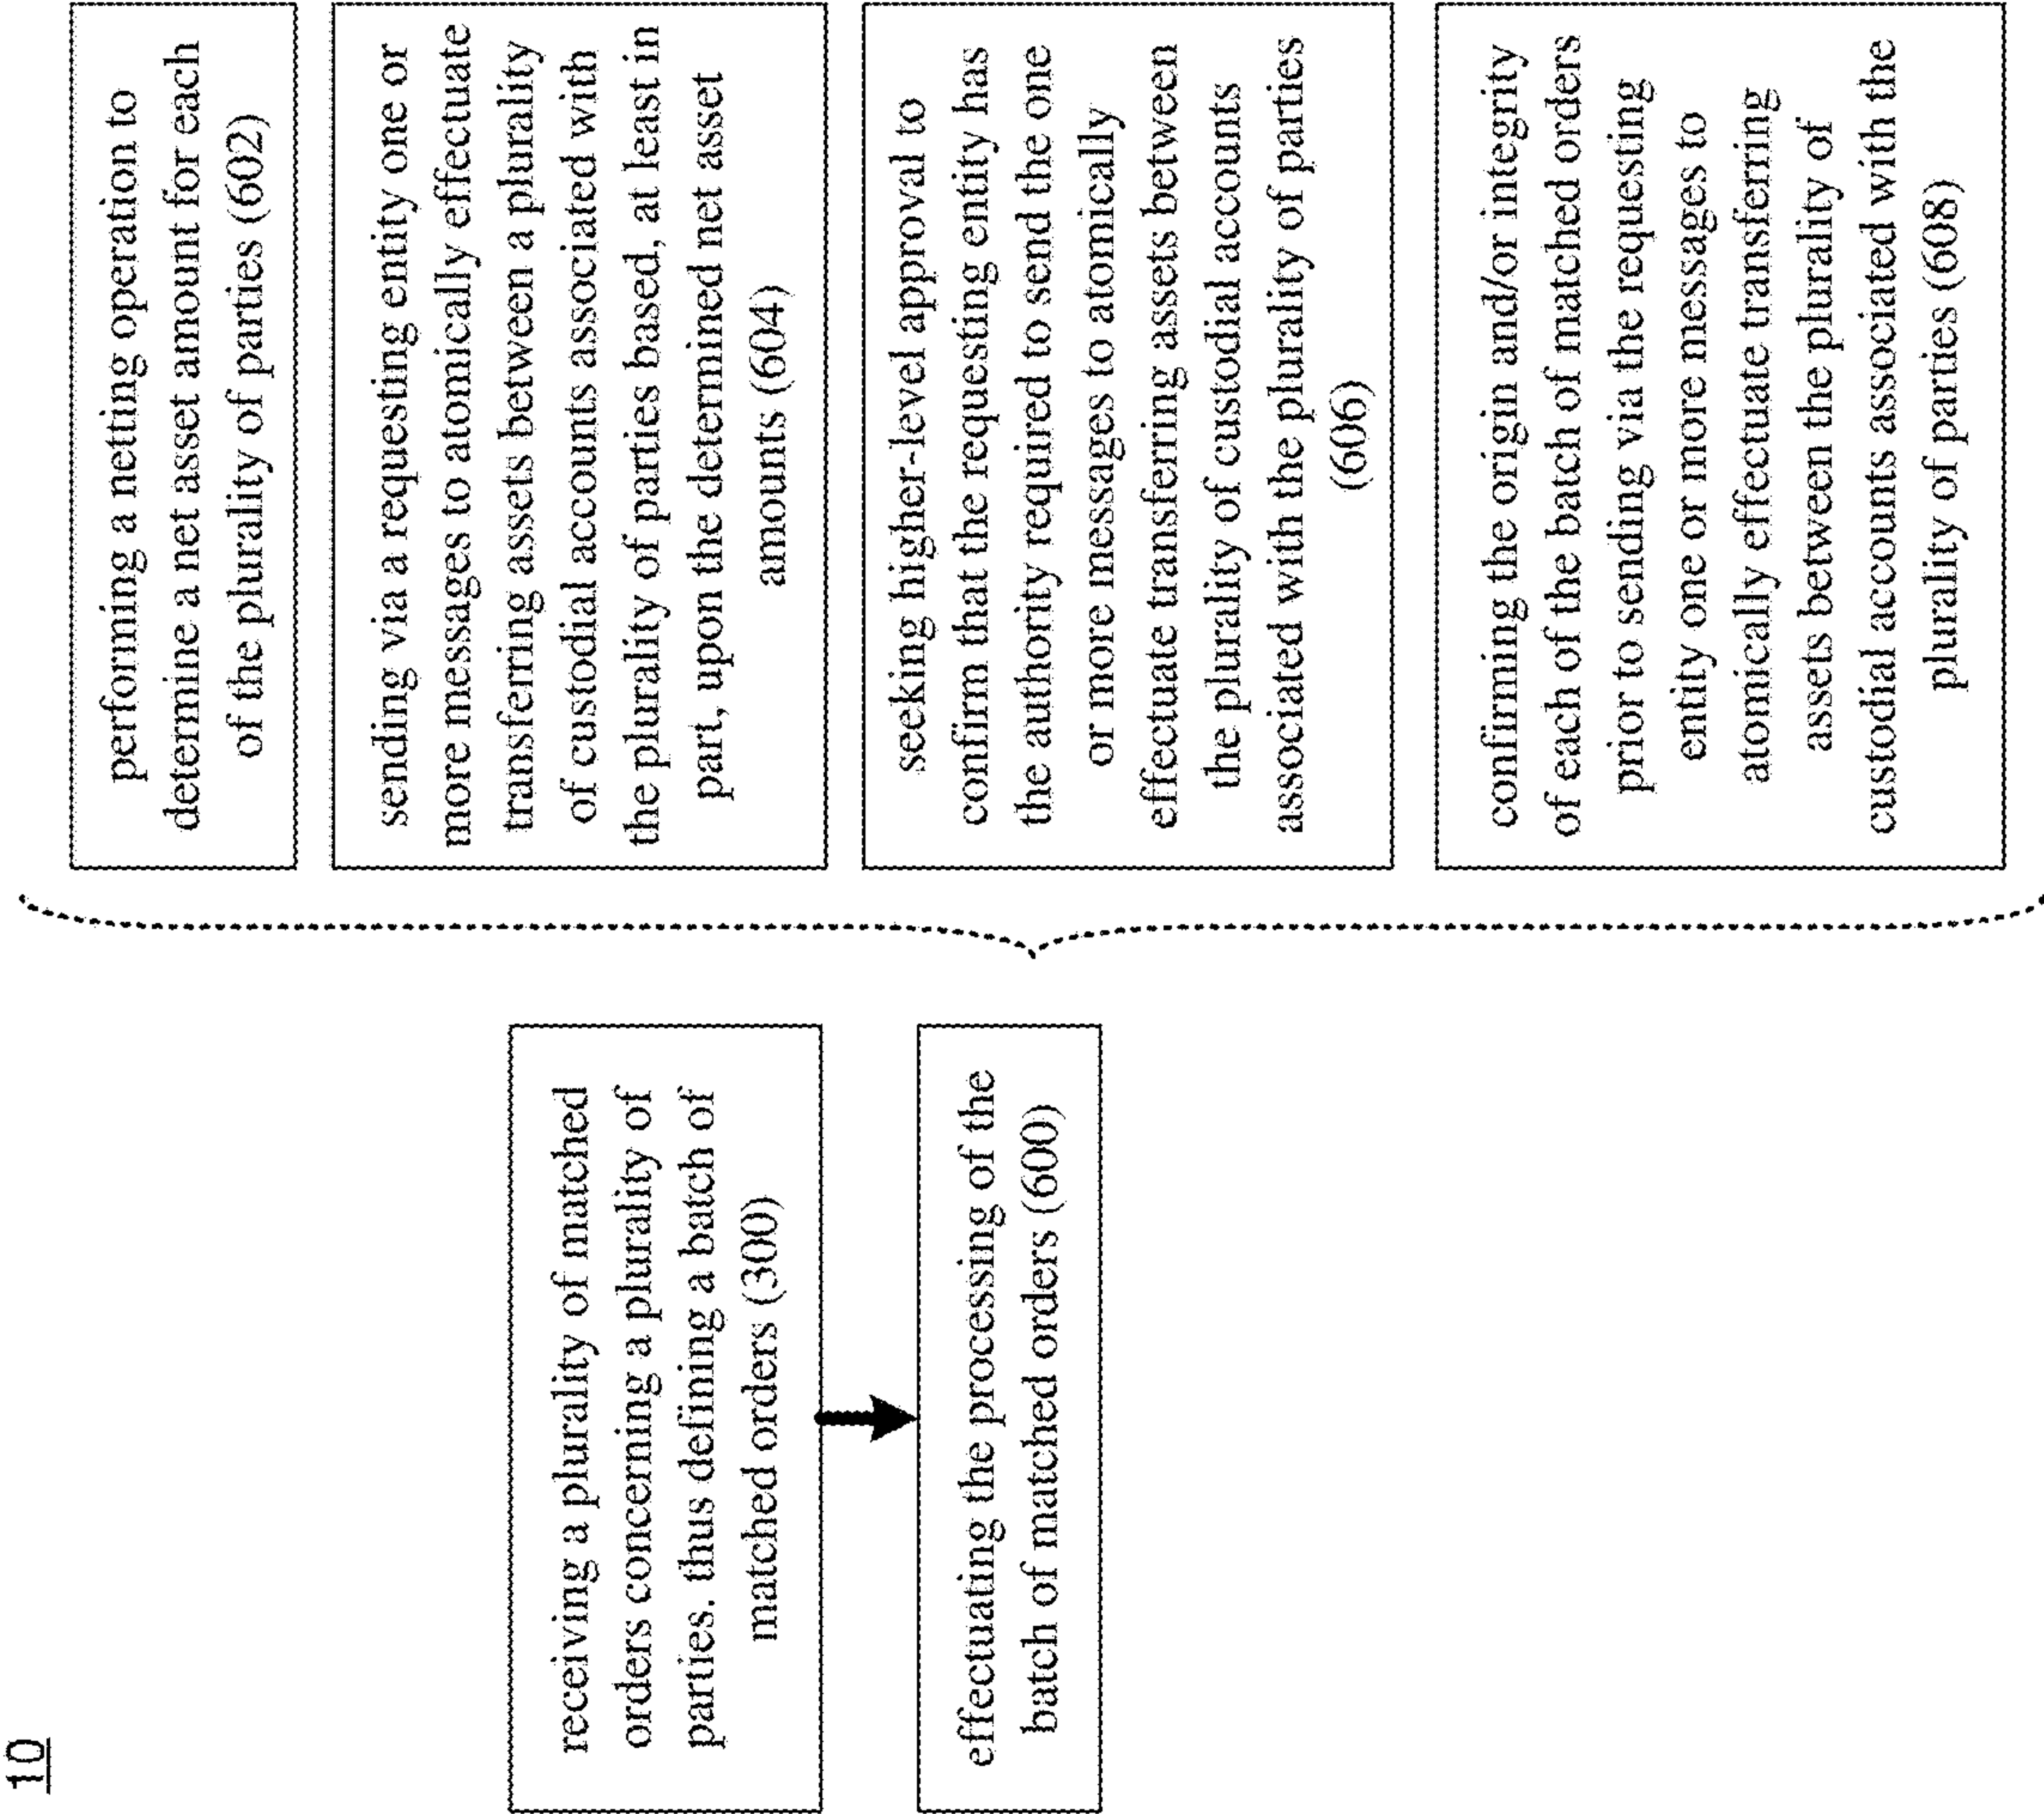 10
receiving a plurality of matched
orders concerning a plurality of
parties. thus defining a batch of
matched orders (300)
effectuating the processing of the
batch of matched orders (600)
performing a netting operation to
determine a net asset amount for each
of the plurality of parties (602)
sending via a requesting entity one or
more messages to atomically effectuate
transferring assets between a plurality
of custodial accounts associated with
the plurality of parties based, at least in
part, upon the determined net asset
amounts (604)
seeking higher-level approval to
confirm that the requesting entity has
the authority required to send the one
or more messages to atomically
effectuate transferring assets between
the plurality of custodial accounts
associated with the plurality of parties
(606)
confirming the origin and/or integrity
of each of the batch of matched orders
prior to sending via the requesting
entity one or more messages to
atomically effectuate transferring
assets between the plurality of
custodial accounts associated with the
plurality of parties (608)